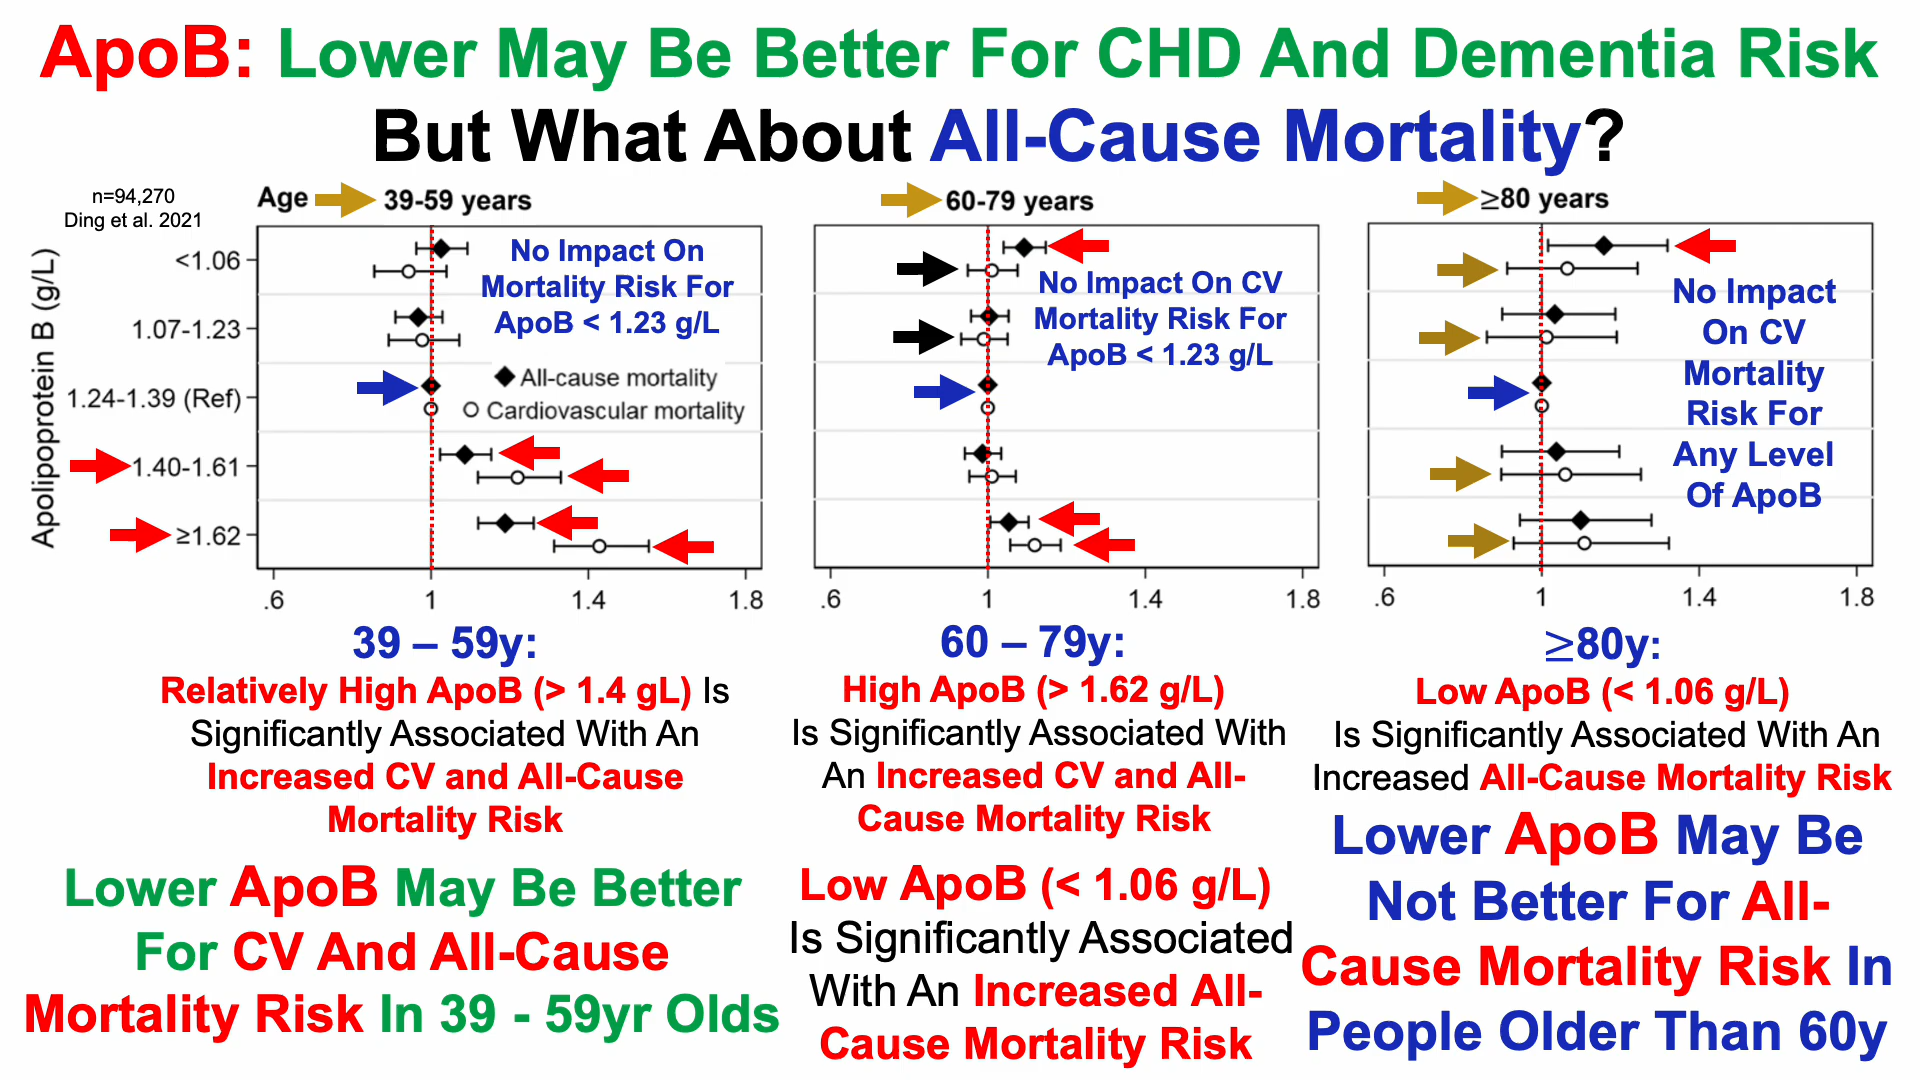 ApoB: Lower May Be Better For CHD And Dementia Risk
But What About All-Cause Mortality?
n=94,270
Ding et al. 2021
Age
39-59 years
60-79 years
≥80 years
Apolipoprotein B (g/L)
<1.06
1.07-1.23
1.24-1.39 (Ref)
1.40-1.61
≥1.62
No Impact On
Mortality Risk For
ApoB < 1.23 g/L
All-cause mortality
Cardiovascular mortality
.6 1 1.4 1.8
No Impact On CV
Mortality Risk For
ApoB < 1.23 g/L
.6 1 1.4 1.8
No Impact
On CV
Mortality
Risk For
Any Level
Of ApoB
.6 1 1.4 1.8
39 – 59y:
Relatively High ApoB (> 1.4 gL) Is
Significantly Associated With An
Increased CV and All-Cause
Mortality Risk
Lower ApoB May Be Better
For CV And All-Cause
Mortality Risk In 39 - 59yr Olds
60 – 79y:
High ApoB (> 1.62 g/L)
Is Significantly Associated With
An Increased CV and All-
Cause Mortality Risk
Low ApoB (< 1.06 g/L)
Is Significantly Associated
With An Increased All-
Cause Mortality Risk
≥80y:
Low ApoB (< 1.06 g/L)
Is Significantly Associated With An
Increased All-Cause Mortality Risk
Lower ApoB May Be
Not Better For All-
Cause Mortality Risk In
People Older Than 60y